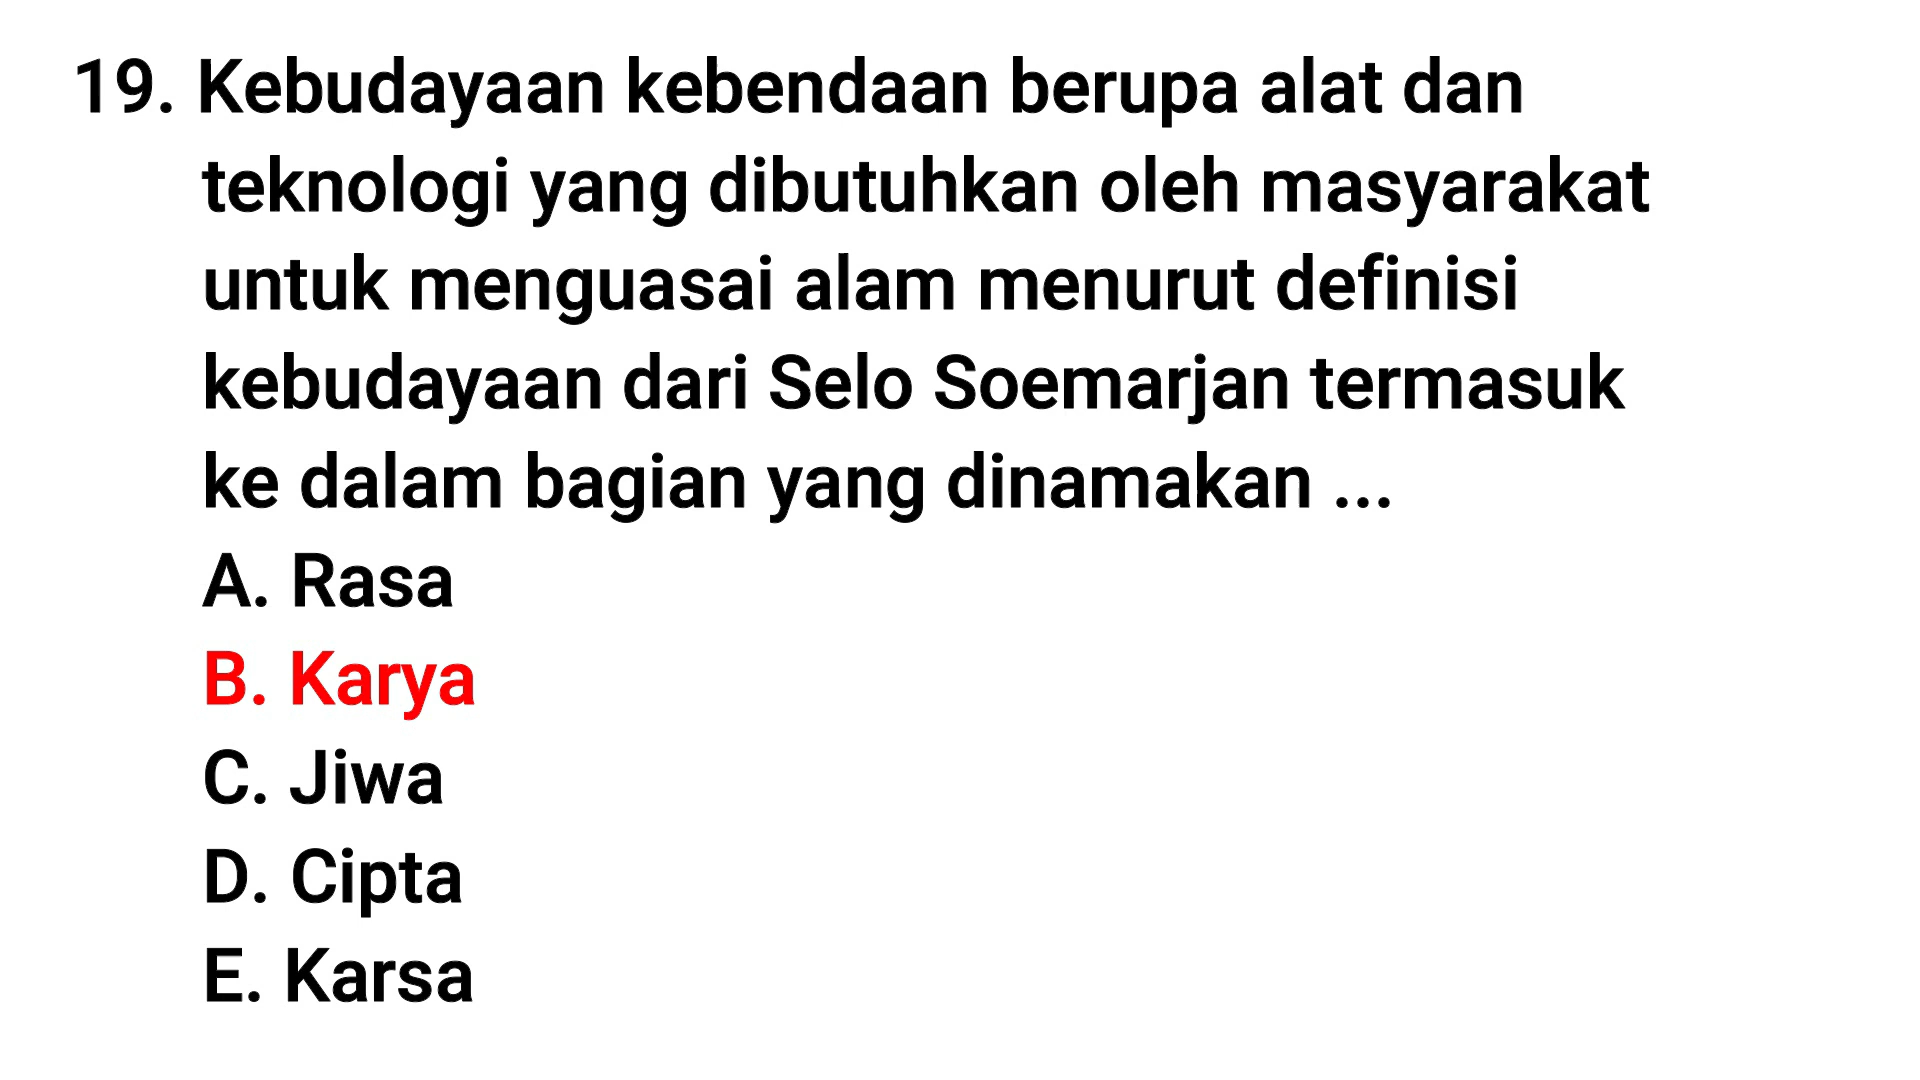 19. Kebudayaan kebendaan berupa alat dan
teknologi yang dibutuhkan oleh masyarakat
untuk menguasai alam menurut definisi
kebudayaan dari Selo Soemarjan termasuk
ke dalam bagian yang dinamakan ...
A. Rasa
B. Karya
C. Jiwa
D. Cipta
E. Karsa